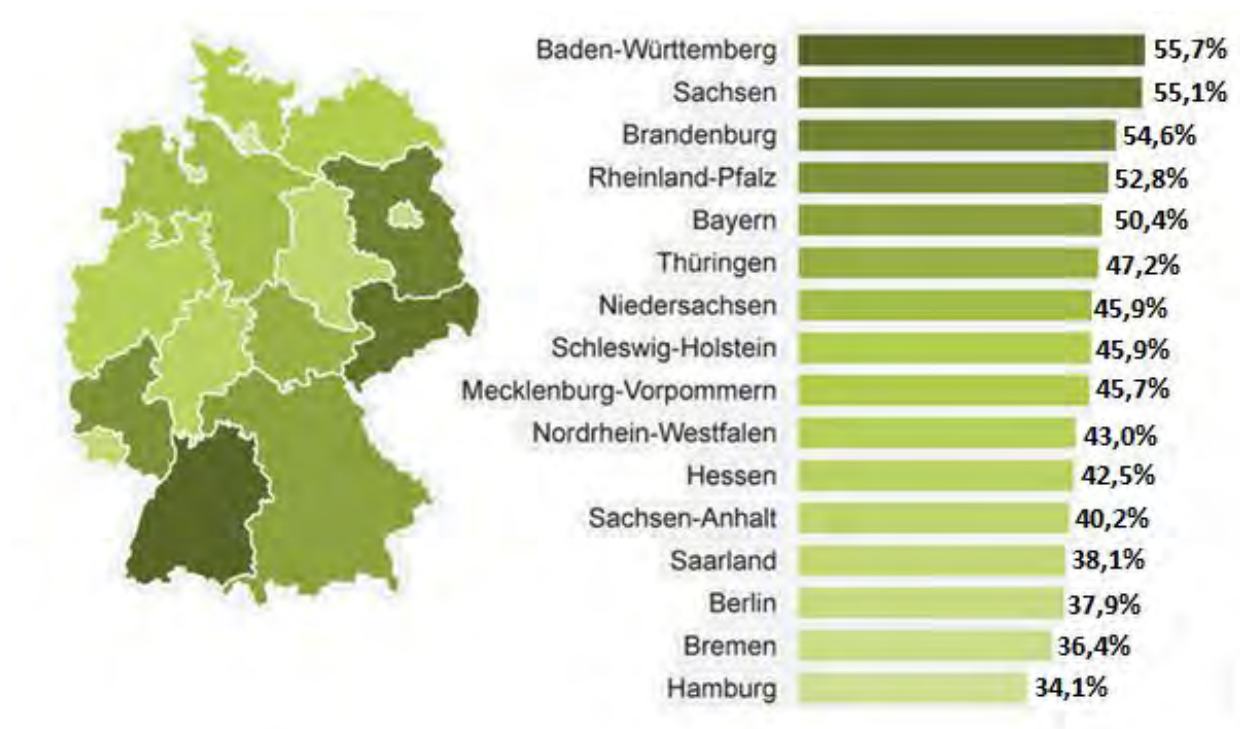 Baden-Württemberg 55,7%
Sachsen 55,1%
Brandenburg 54,6%
Rheinland-Pfalz 52,8%
Bayern 50,4%
Thüringen 47,2%
Niedersachsen 45,9%
Schleswig-Holstein 45,9%
Mecklenburg-Vorpommern 45,7%
Nordrhein-Westfalen 43,0%
Hessen 42,5%
Sachsen-Anhalt 40,2%
Saarland 38,1%
Berlin 37,9%
Bremen 36,4%
Hamburg 34,1%